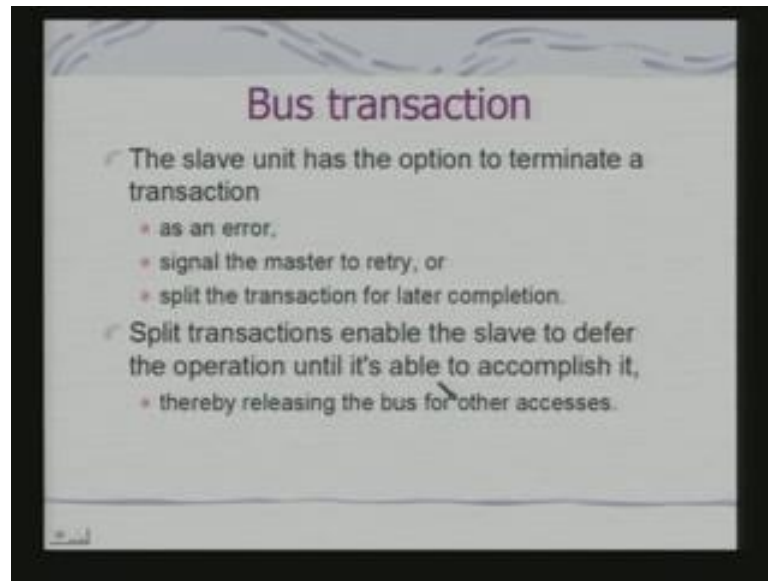 Bus transaction
The slave unit has the option to terminate a
transaction
as an error,
signal the master to retry, or
split the transaction for later completion.
Split transactions enable the slave to defer
the operation until it's able to accomplish it,
thereby releasing the bus for other accesses.